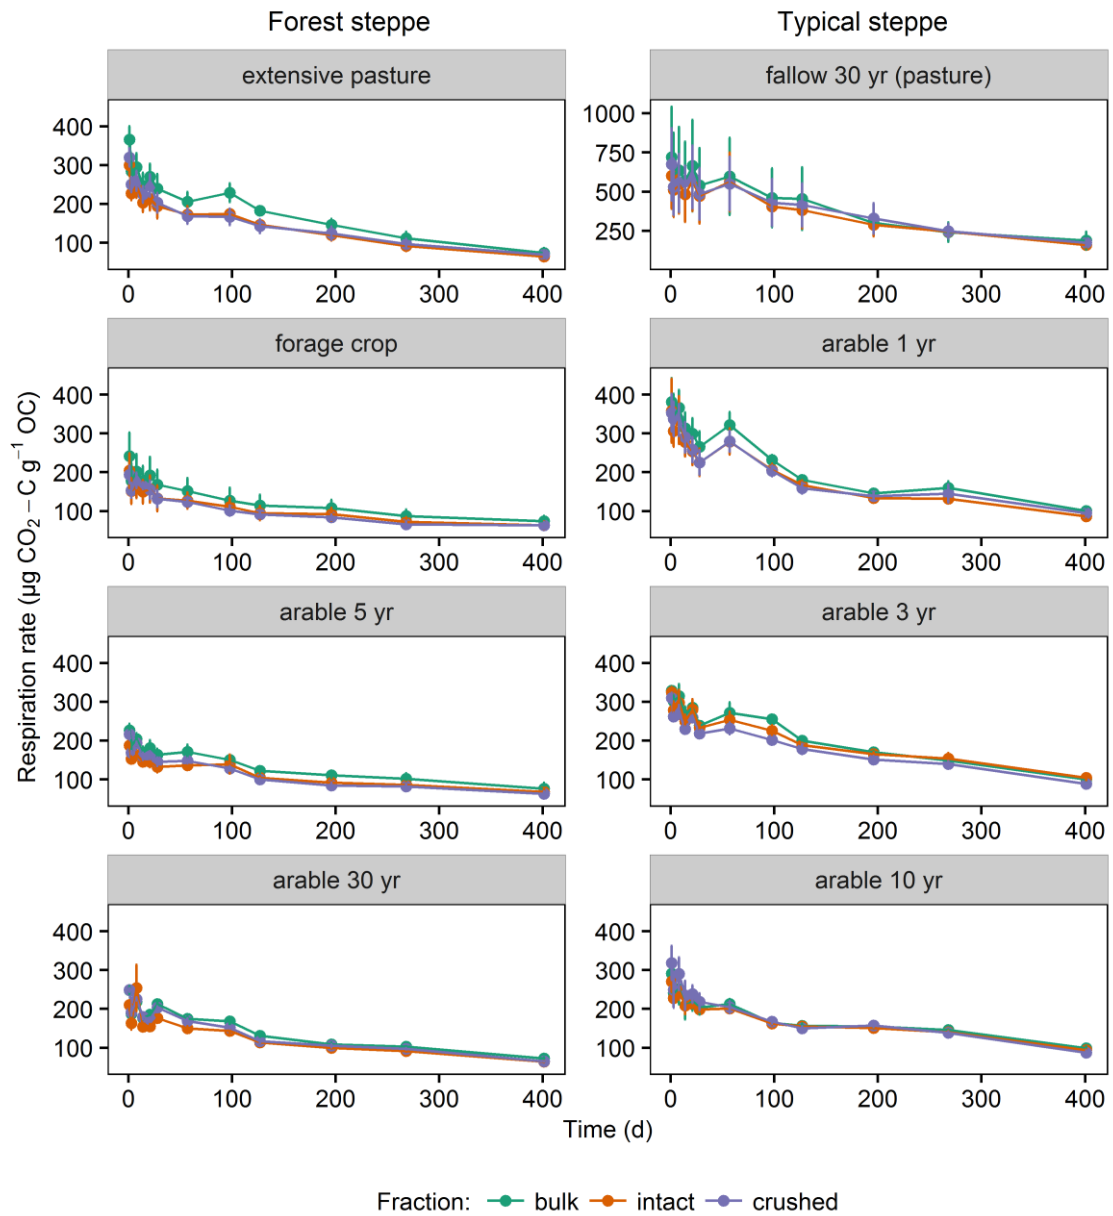 Forest steppe
Typical steppe
extensive pasture
fallow 30 yr (pasture)
400
300
200
100
0 100 200 300 400
1000
750
500
250
0 100 200 300 400
forage crop
arable 1 yr
400
300
200
100
0 100 200 300 400
400
300
200
100
0 100 200 300 400
arable 5 yr
arable 3 yr
400
300
200
100
0 100 200 300 400
400
300
200
100
0 100 200 300 400
arable 30 yr
arable 10 yr
400
300
200
100
0 100 200 300 400
400
300
200
100
0 100 200 300 400
Respiration rate (µg CO₂ − C g⁻¹ OC)
Time (d)
Fraction: bulk intact crushed